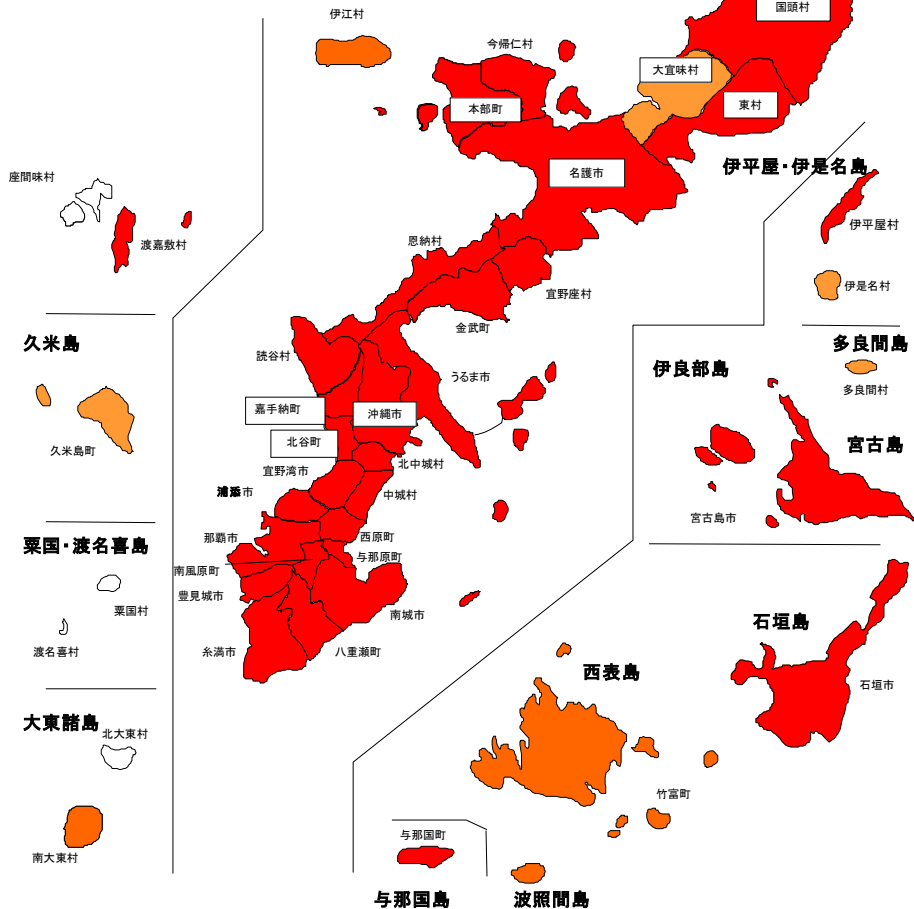 国頭村
伊江村
今帰仁村
大宜味村
本部町
東村
名護市
伊平屋・伊是名島
座間味村
渡嘉敷村
伊平屋村
恩納村
宜野座村
伊是名村
金武町
久米島
読谷村
うるま市
伊良部島
多良間島
多良間村
嘉手納町
沖縄市
北谷町
宮古島
久米島町
宜野湾市
北中城村
浦添市
中城村
宮古島市
那覇市
西原町
粟国・渡名喜島
与那原町
南風原町
豊見城市
粟国村
南城市
石垣島
渡名喜村
糸満市
八重瀬町
西表島
石垣市
大東諸島
北大東村
竹富町
与那国町
南大東村
与那国島
波照間島